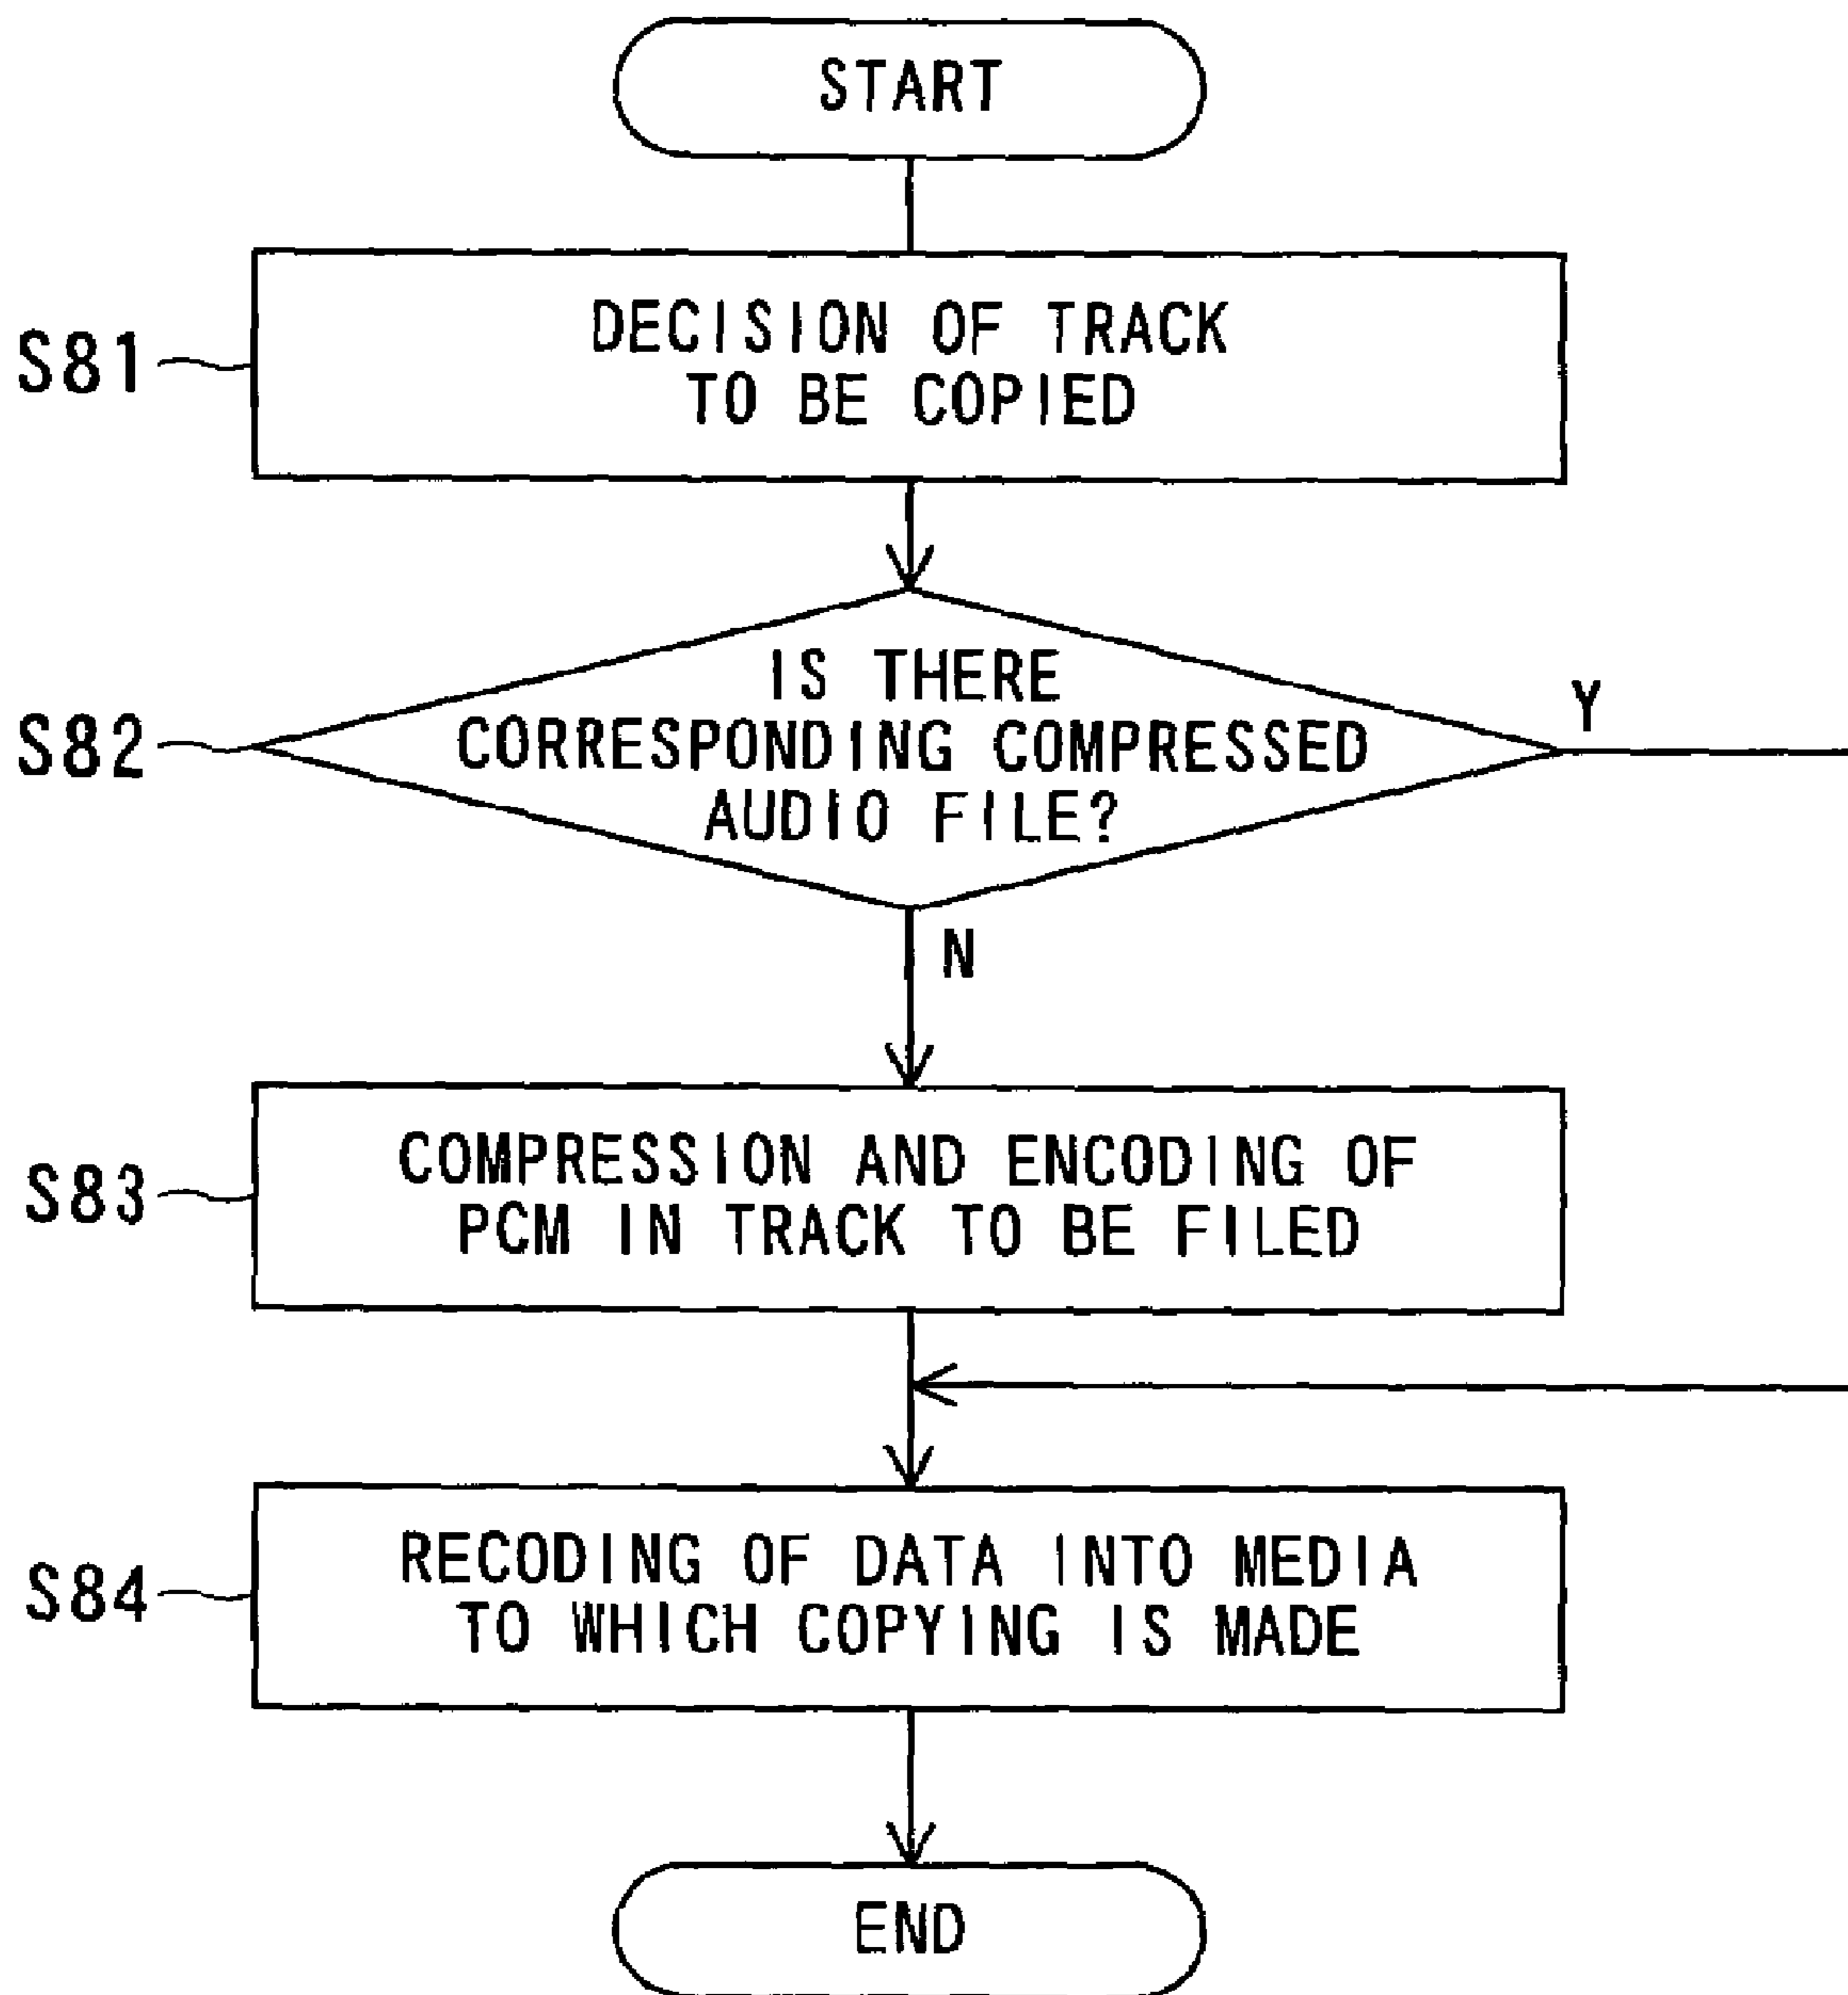 START
S81
DECISION OF TRACK
TO BE COPIED
S82
IS THERE
CORRESPONDING COMPRESSED
AUDIO FILE?
Y
N
S83
COMPRESSION AND ENCODING OF
PCM IN TRACK TO BE FILED
S84
RECODING OF DATA INTO MEDIA
TO WHICH COPYING IS MADE
END